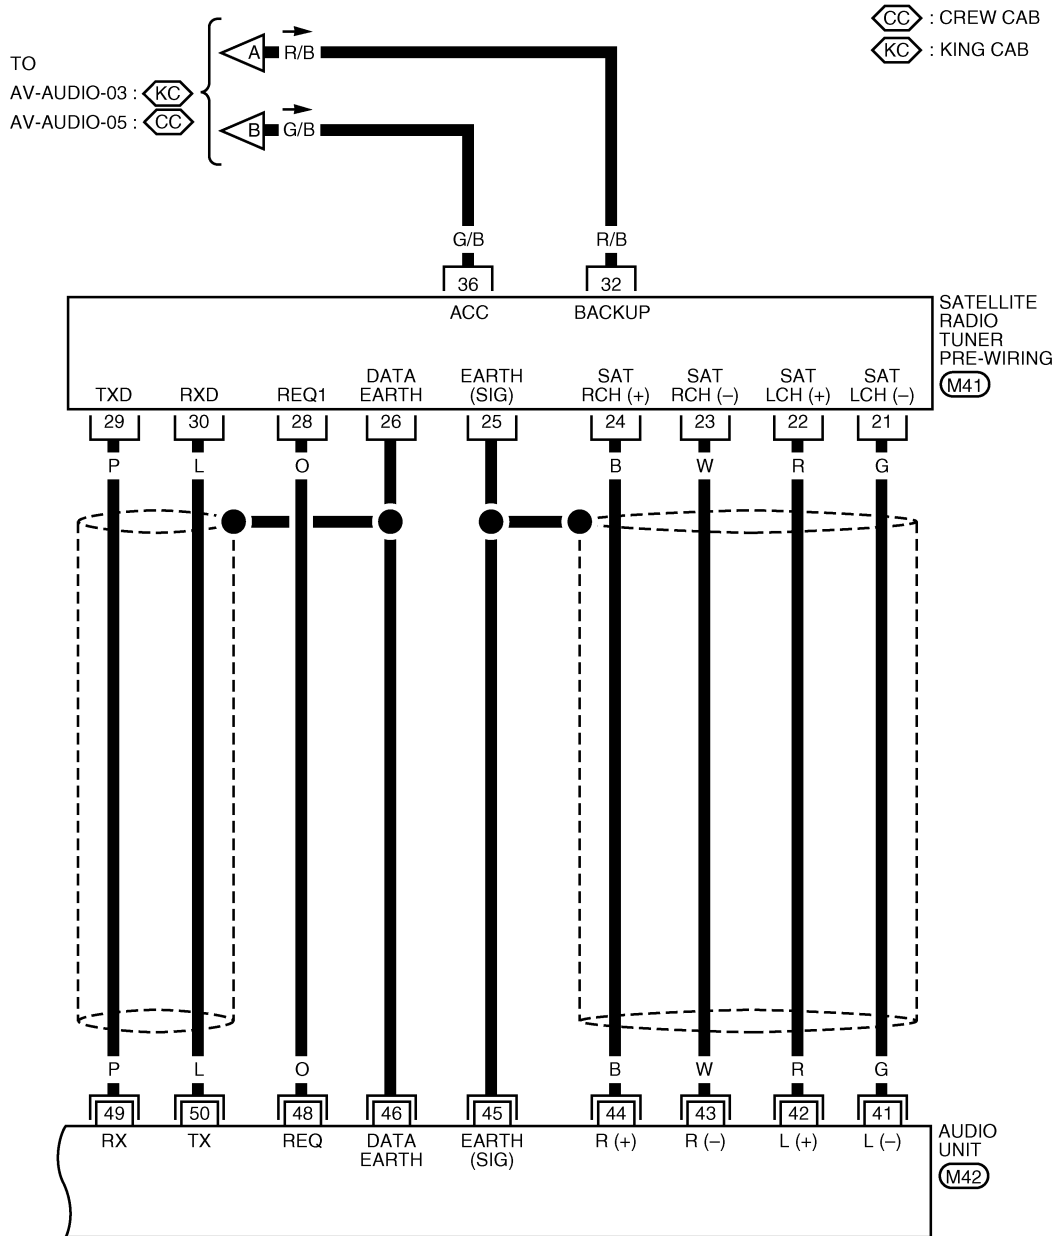 CC : CREW CAB
KC : KING CAB
TO
AV-AUDIO-03 : KC
AV-AUDIO-05 : CC
A R/B
B G/B
G/B R/B
36 32
ACC BACKUP
SATELLITE
RADIO
TUNER
PRE-WIRING
M41
TXD RXD REQ1 DATA EARTH EARTH (SIG) SAT RCH (+) SAT RCH (–) SAT LCH (+) SAT LCH (–)
29 30 28 26 25 24 23 22 21
P L O B W R G
P L O B W R G
49 50 48 46 45 44 43 42 41
RX TX REQ DATA EARTH EARTH (SIG) R (+) R (–) L (+) L (–)
AUDIO
UNIT
M42